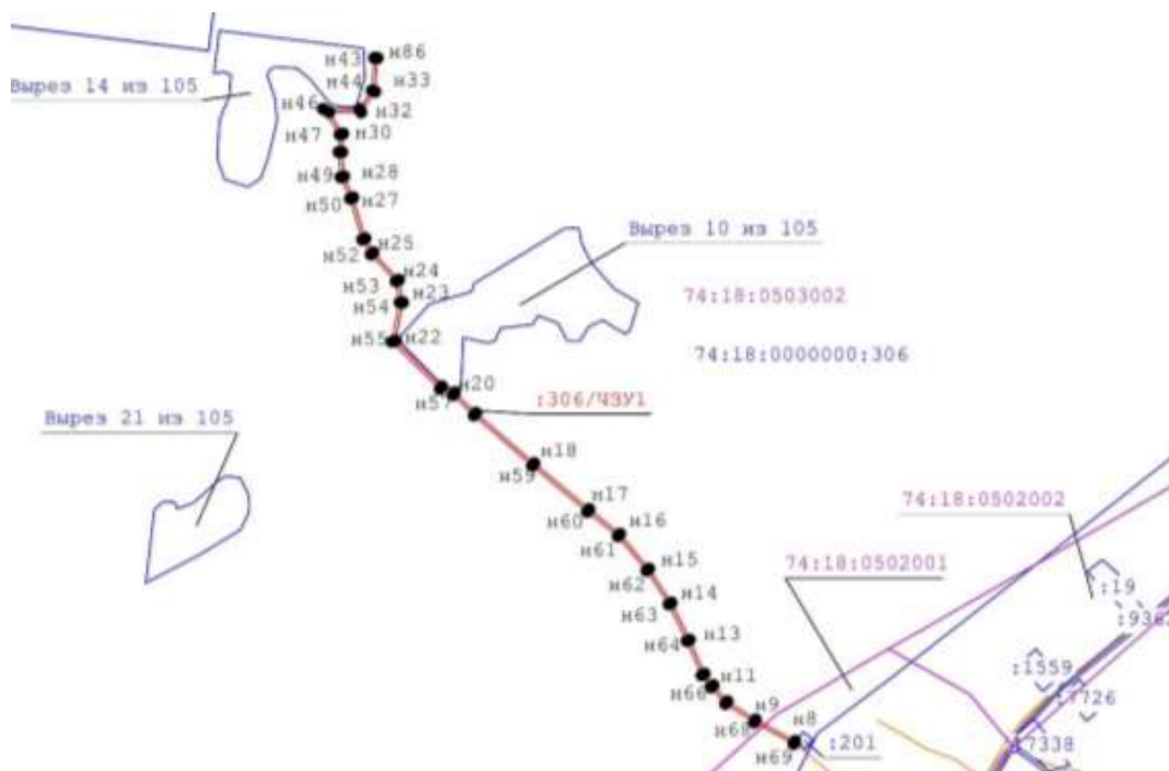 н43 н86
н44 н33
Вырез 14 из 105
н46 н32
н47 н30
н49 н28
н50 н27
Вырез 10 из 105
н52 н25
н53 н24
н54 н23
74:18:0503002
н55 н22
74:18:0000000:306
н57 н20
:306/ЧЗУ1
Вырез 21 из 105
н18
н59
н17
74:18:0502002
н60 н16
н61
н15
74:18:0502001
н62
:19
н14
н63
:936
н13
н64
:1559
н11
н66
:7726
н9
н68 н8
н69 :201
7338